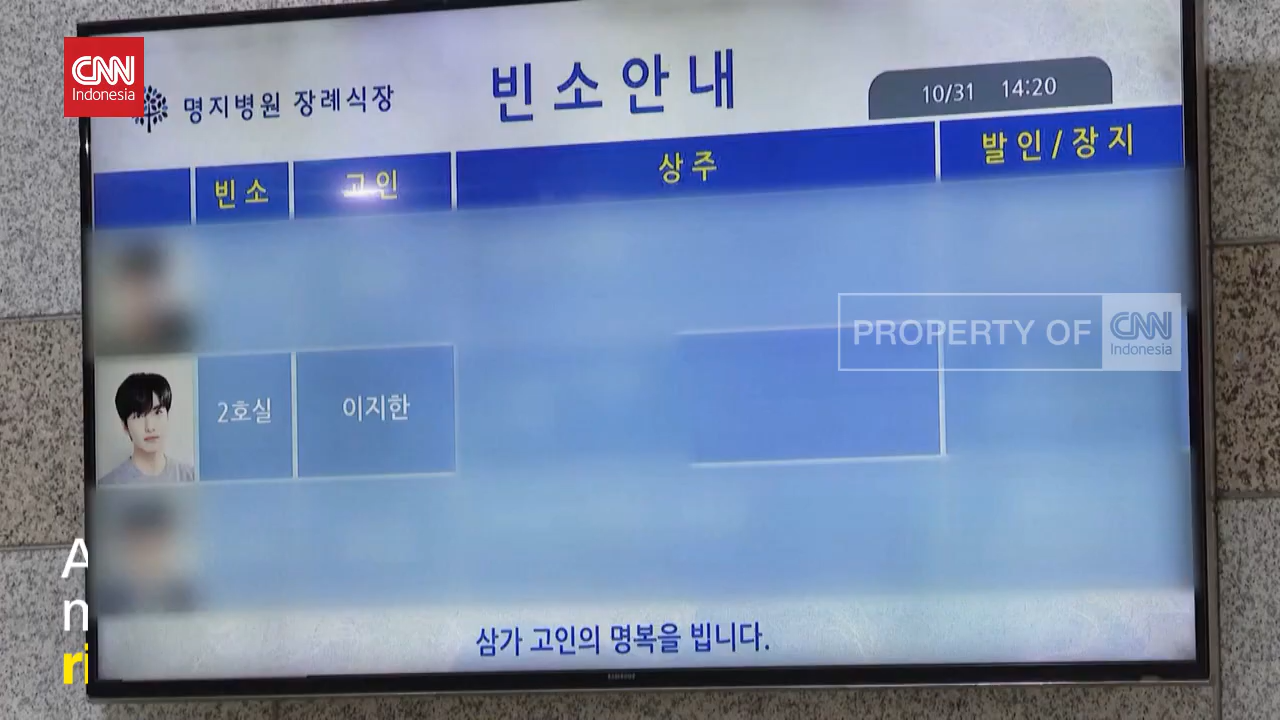 CNN
Indonesia
명지병원 장례식장
빈소안내
10/31 14:20
빈소 고인 상주 발인/장지
PROPERTY OF CNN
Indonesia
2호실 이지한
A
n
ri
삼가 고인의 명복을 빕니다.
SAMSUNG